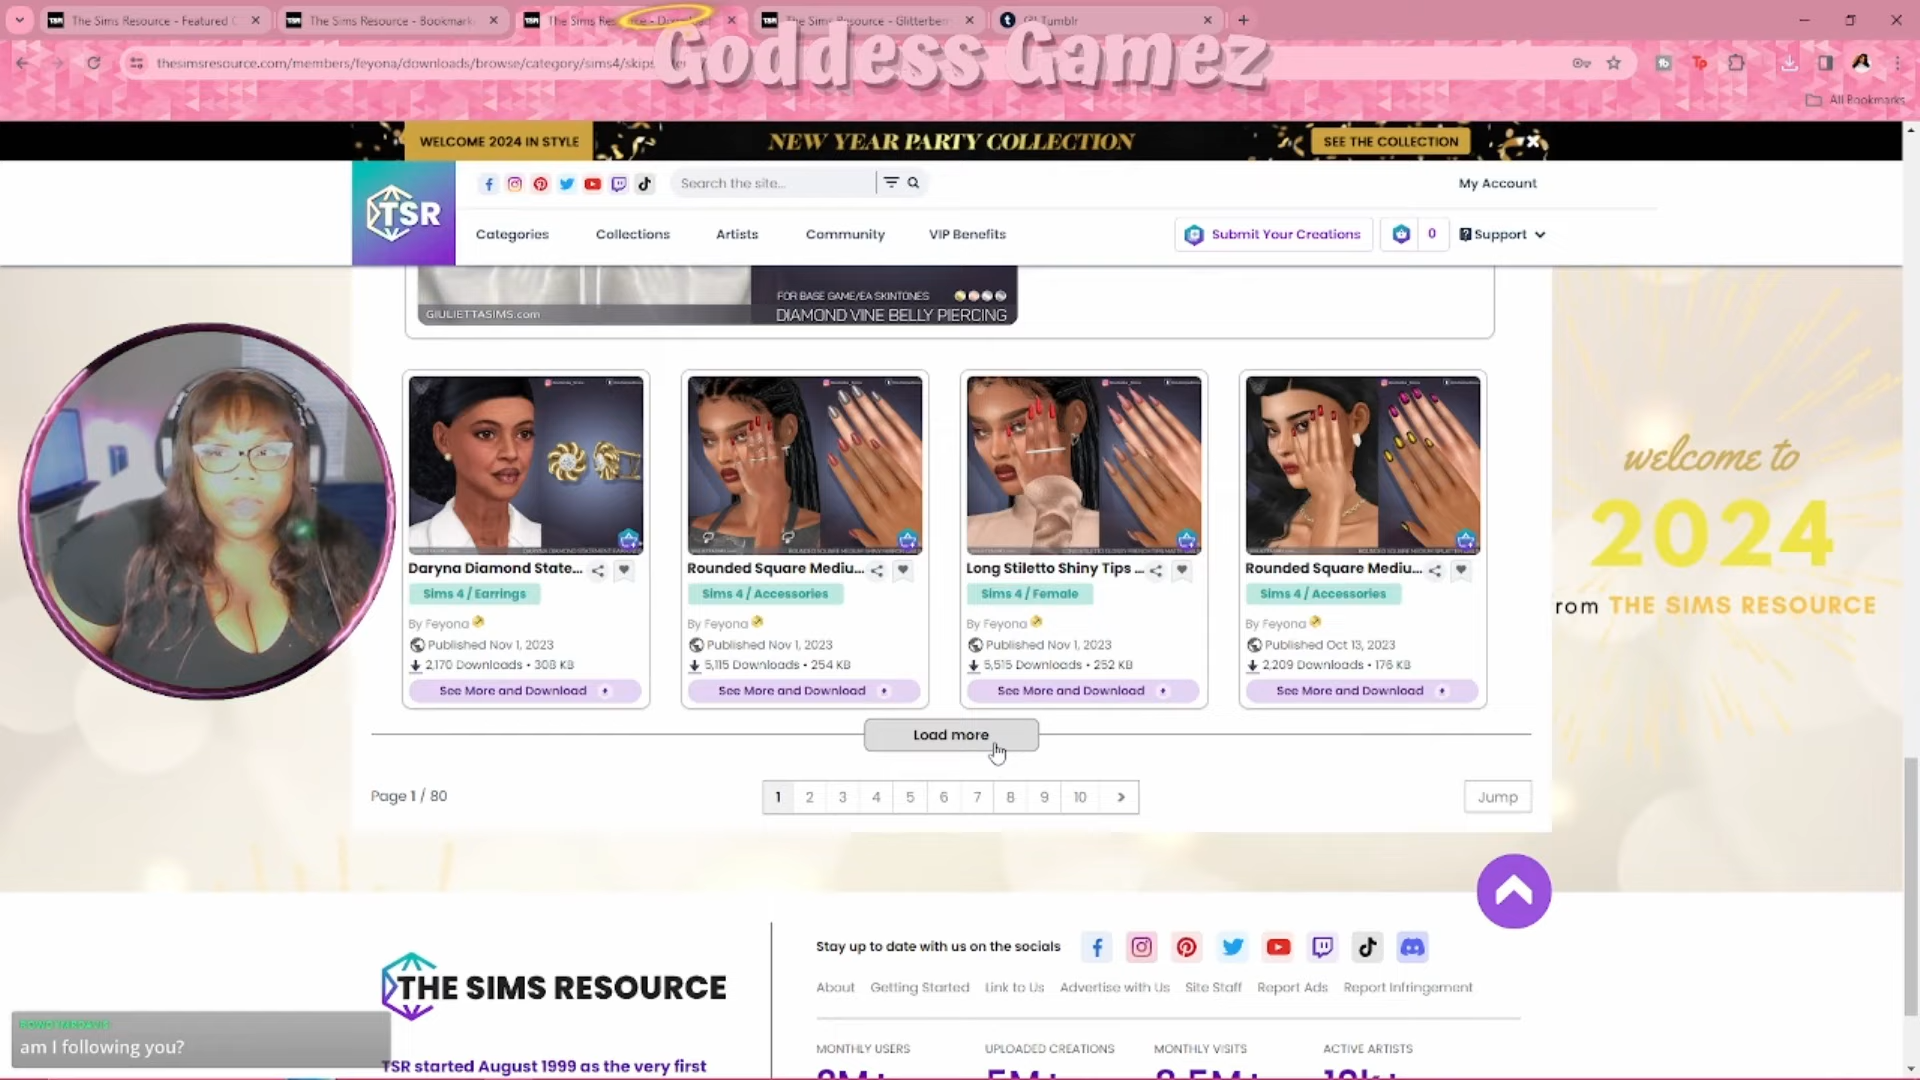 The Sims Resource - Featured C
The Sims Resource - Bookmark
The Sims Resource - Downloads
The Sims Resource - Glitterber
Tumblr
Goddess Gamez
thesimsresource.com/members/feyona/downloads/browse/category/sims4/skips
All Bookmarks
WELCOME 2024 IN STYLE
NEW YEAR PARTY COLLECTION
SEE THE COLLECTION
TSR
Search the site...
My Account
Categories
Collections
Artists
Community
VIP Benefits
Submit Your Creations
0
Support
FOR BASE GAME/EA SKINTONES
GIULIETTASIMS.com
DIAMOND VINE BELLY PIERCING
Daryna Diamond State...
Sims 4 / Earrings
By Feyona
Published Nov 1, 2023
2,170 Downloads • 308 KB
See More and Download
Rounded Square Mediu...
Sims 4 / Accessories
By Feyona
Published Nov 1, 2023
5,115 Downloads • 254 KB
See More and Download
Long Stiletto Shiny Tips ...
Sims 4 / Female
By Feyona
Published Nov 1, 2023
5,515 Downloads • 252 KB
See More and Download
Rounded Square Mediu...
Sims 4 / Accessories
By Feyona
Published Oct 13, 2023
2,209 Downloads • 176 KB
See More and Download
welcome to
2024
rom THE SIMS RESOURCE
Load more
Page 1 / 80
1 2 3 4 5 6 7 8 9 10 >
Jump
THE SIMS RESOURCE
TSR started August 1999 as the very first
Stay up to date with us on the socials
About Getting Started Link to Us Advertise with Us Site Staff Report Ads Report Infringement
MONTHLY USERS
UPLOADED CREATIONS
MONTHLY VISITS
ACTIVE ARTISTS
am I following you?